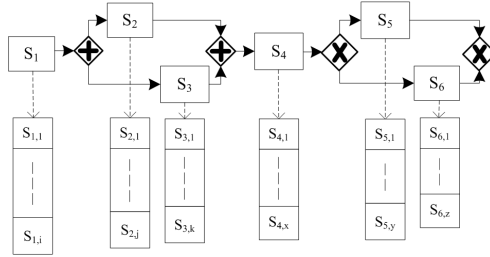 S2
S5
S1
S4
S3
S6
S1,1
S2,1
S3,1
S4,1
S5,1
S6,1
S6,z
S1,i
S2,j
S3,k
S4,x
S5,y